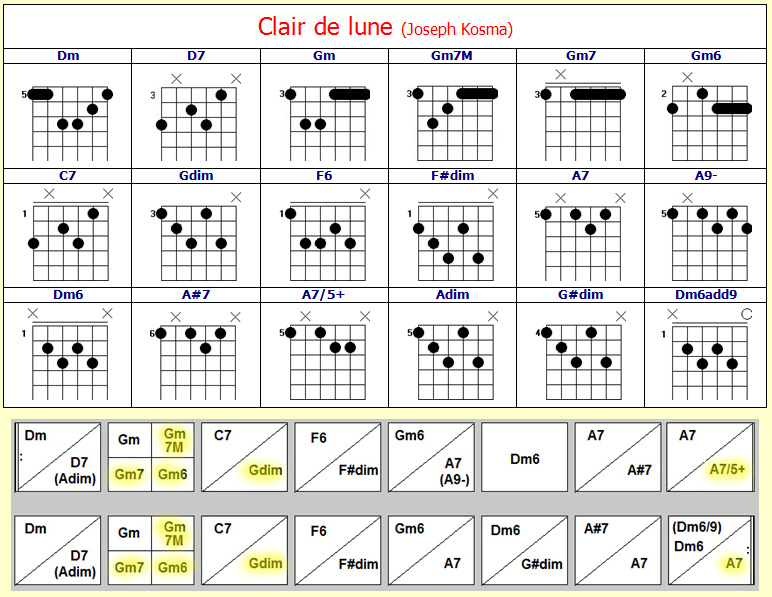 Clair de lune (Joseph Kosma)
Dm D7 Gm Gm7M Gm7 Gm6
5 3 3 3 3 2
C7 Gdim F6 F#dim A7 A9-
1 3 1 1 5 5
Dm6 A#7 A7/5+ Adim G#dim Dm6add9
1 6 5 5 4 1
Dm Gm Gm C7 F6 Gm6 Dm6 A7 A7
7M
: D7 Gm7 Gm6 Gdim F#dim A7 A#7 A7/5+
(Adim) (A9-)
Dm Gm Gm C7 F6 Gm6 Dm6 A#7 (Dm6/9)
7M Dm6 :
D7 Gm7 Gm6 Gdim F#dim A7 G#dim A7 A7
(Adim)